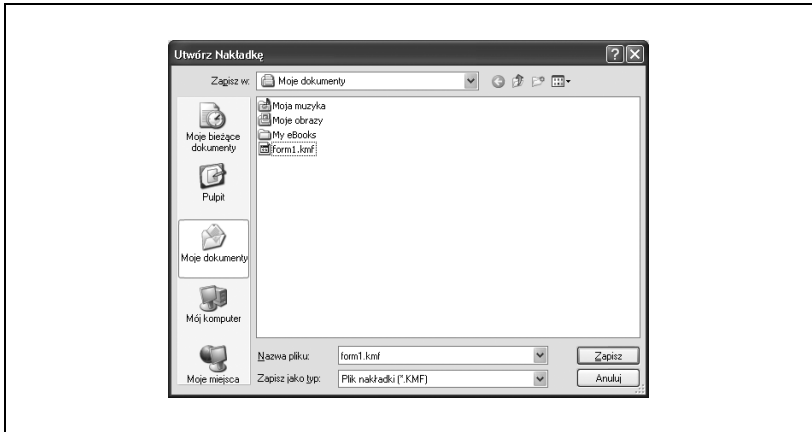 Utwórz Nakładkę
Zapisz w: Moje dokumenty
Moja muzyka
Moje obrazy
My eBooks
form1.kmf
Moje bieżące
dokumenty
Pulpit
Moje dokumenty
Mój komputer
Moje miejsca
Nazwa pliku: form1.kmf Zapisz
Zapisz jako typ: Plik nakładki (*.KMF) Anuluj